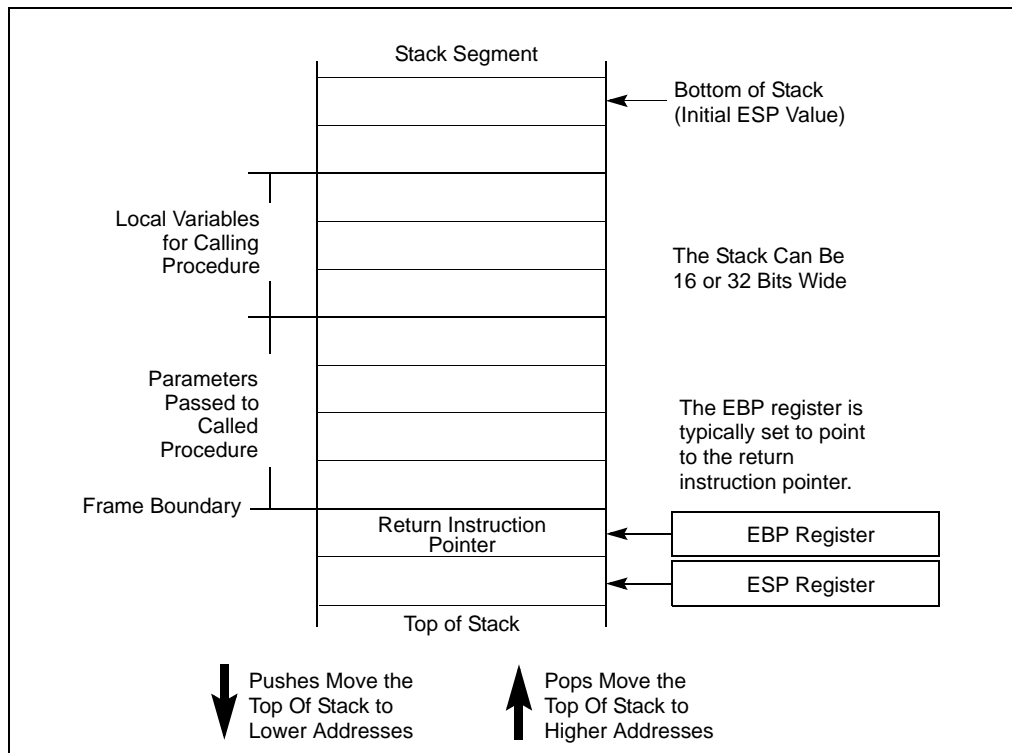 Stack Segment
Bottom of Stack
(Initial ESP Value)
Local Variables
for Calling
Procedure
The Stack Can Be
16 or 32 Bits Wide
Parameters
Passed to
Called
Procedure
The EBP register is
typically set to point
to the return
instruction pointer.
Frame Boundary
Return Instruction
Pointer
EBP Register
ESP Register
Top of Stack
Pushes Move the
Top Of Stack to
Lower Addresses
Pops Move the
Top Of Stack to
Higher Addresses